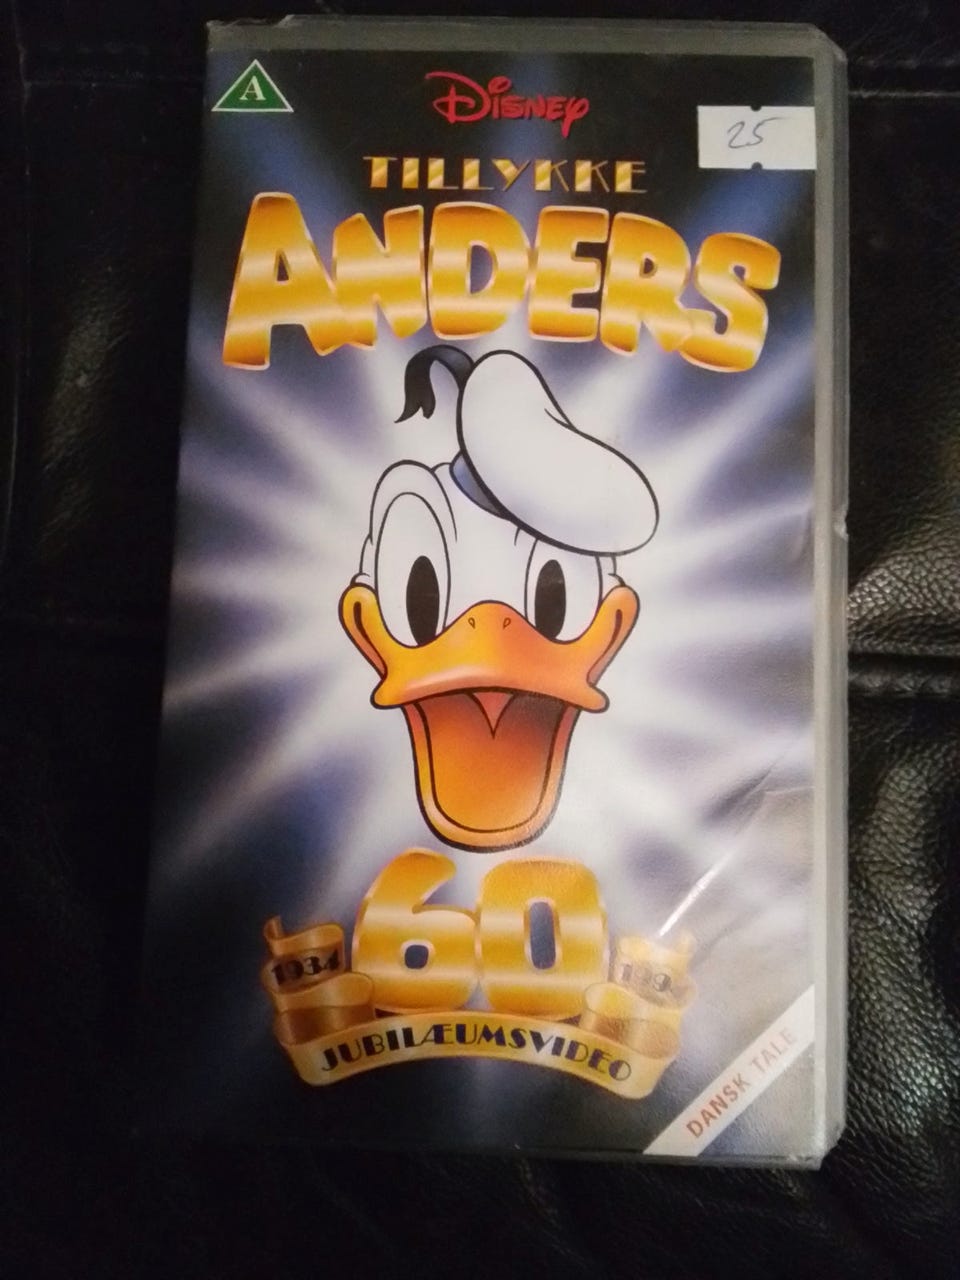 A
Disney
25
TILLYKKE
ANDERS
60
1934
JUBILÆUMSVIDEO
DANSK TALE